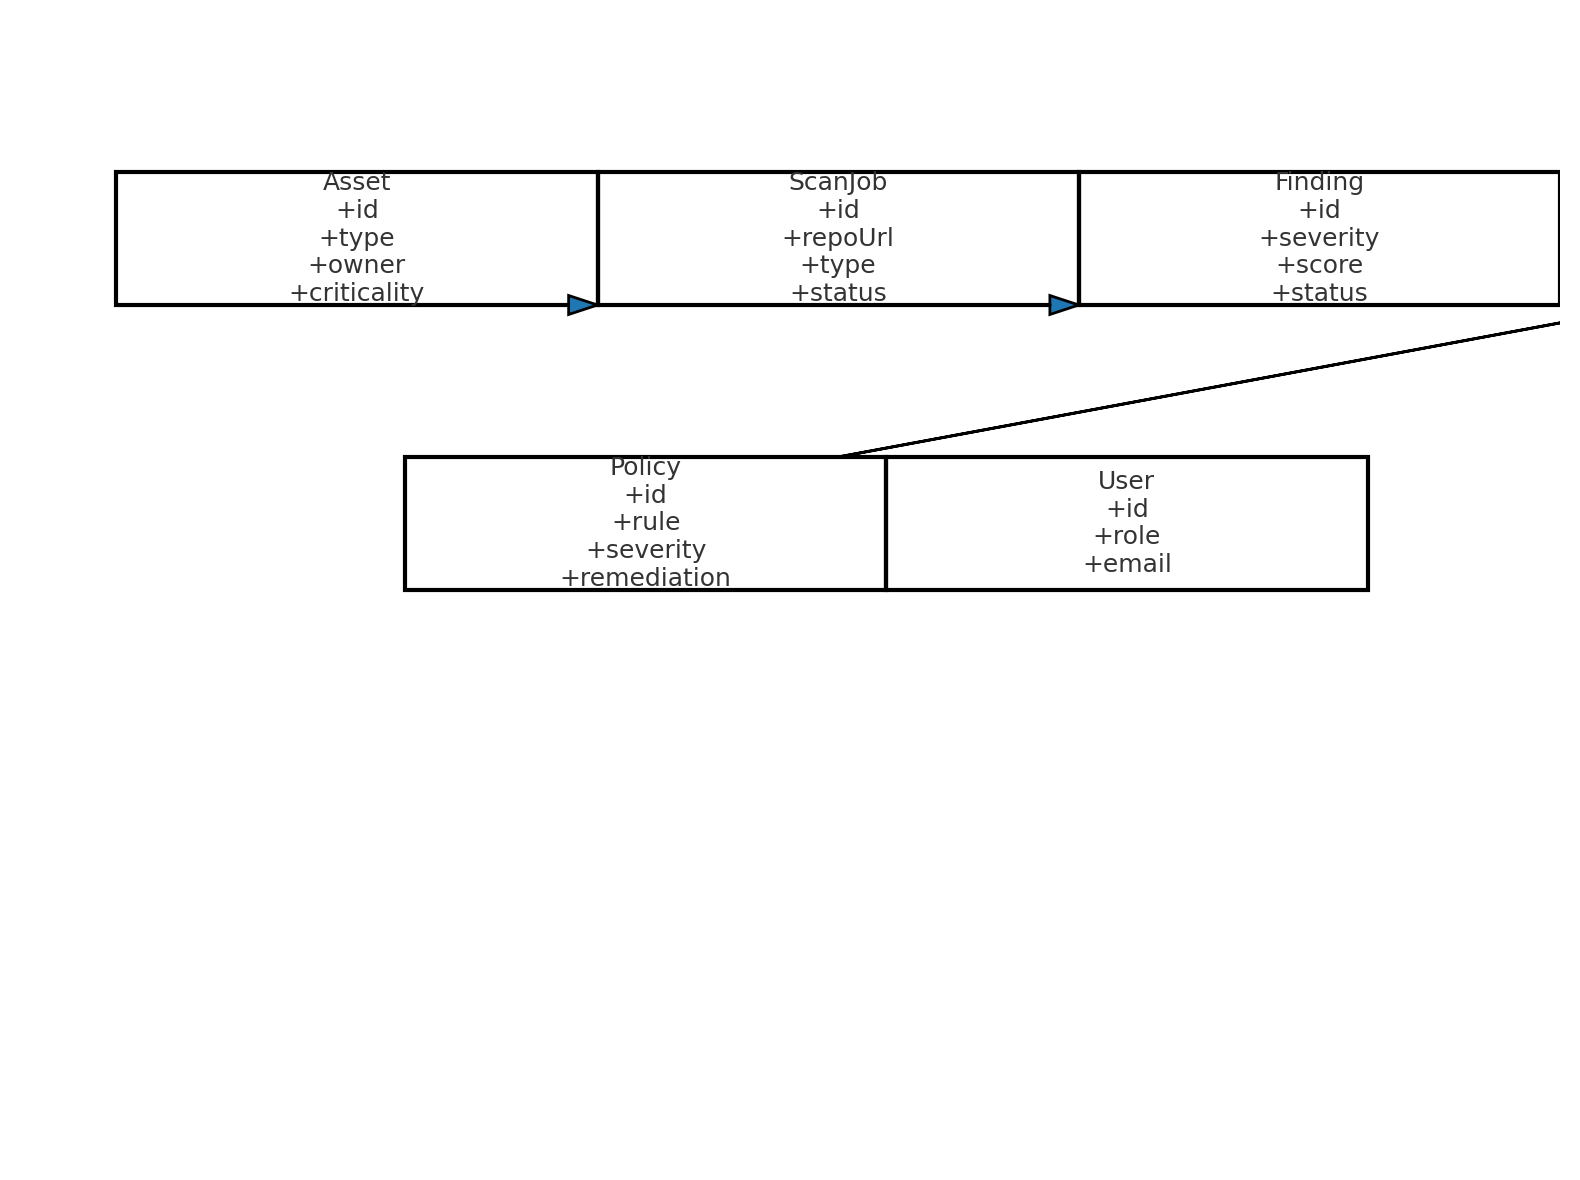 Asset
+id
+type
+owner
+criticality
ScanJob
+id
+repoUrl
+type
+status
Finding
+id
+severity
+score
+status
Policy
+id
+rule
+severity
+remediation
User
+id
+role
+email